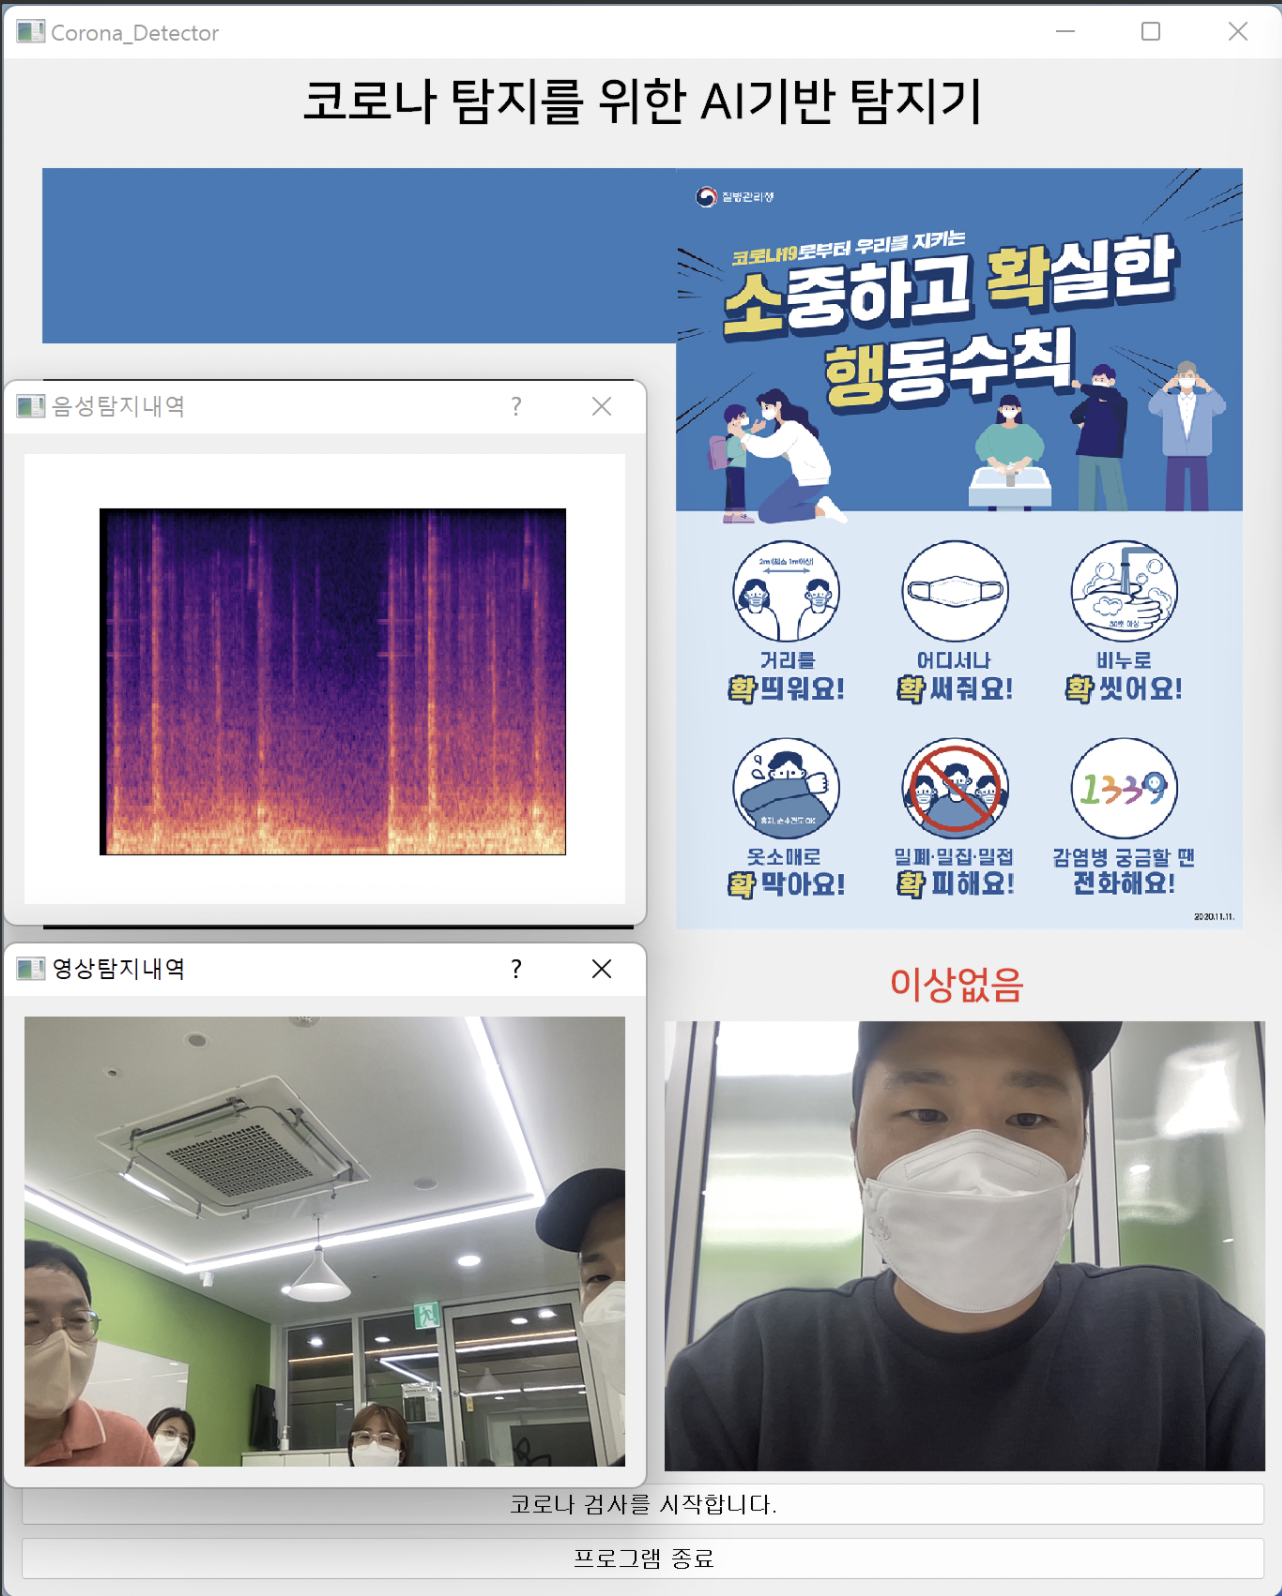 Corona_Detector
코로나 탐지를 위한 AI기반 탐지기
질병관리청
코로나19로부터 우리를 지키는
소중하고 확실한
행동수칙
음성탐지내역
?
2m(최소 1m이상)
30초 이상
거리를
확 띄워요!
어디서나
확 써줘요!
비누로
확 씻어요!
휴지, 손수건도 OK
1339
옷소매로
확 막아요!
밀폐·밀집·밀접
확 피해요!
감염병 궁금할 땐
전화해요!
2020.11.11.
영상탐지내역
?
이상없음
코로나 검사를 시작합니다.
프로그램 종료